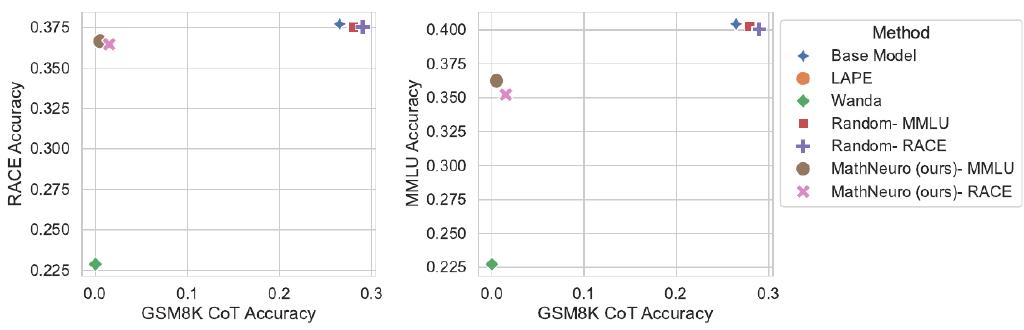 0.375
0.350
0.325
0.300
0.275
0.250
0.225
RACE Accuracy
0.0 0.1 0.2 0.3
GSM8K CoT Accuracy
0.400
0.375
0.350
0.325
0.300
0.275
0.250
0.225
MMLU Accuracy
0.0 0.1 0.2 0.3
GSM8K CoT Accuracy
Method
Base Model
LAPE
Wanda
Random- MMLU
Random- RACE
MathNeuro (ours)- MMLU
MathNeuro (ours)- RACE